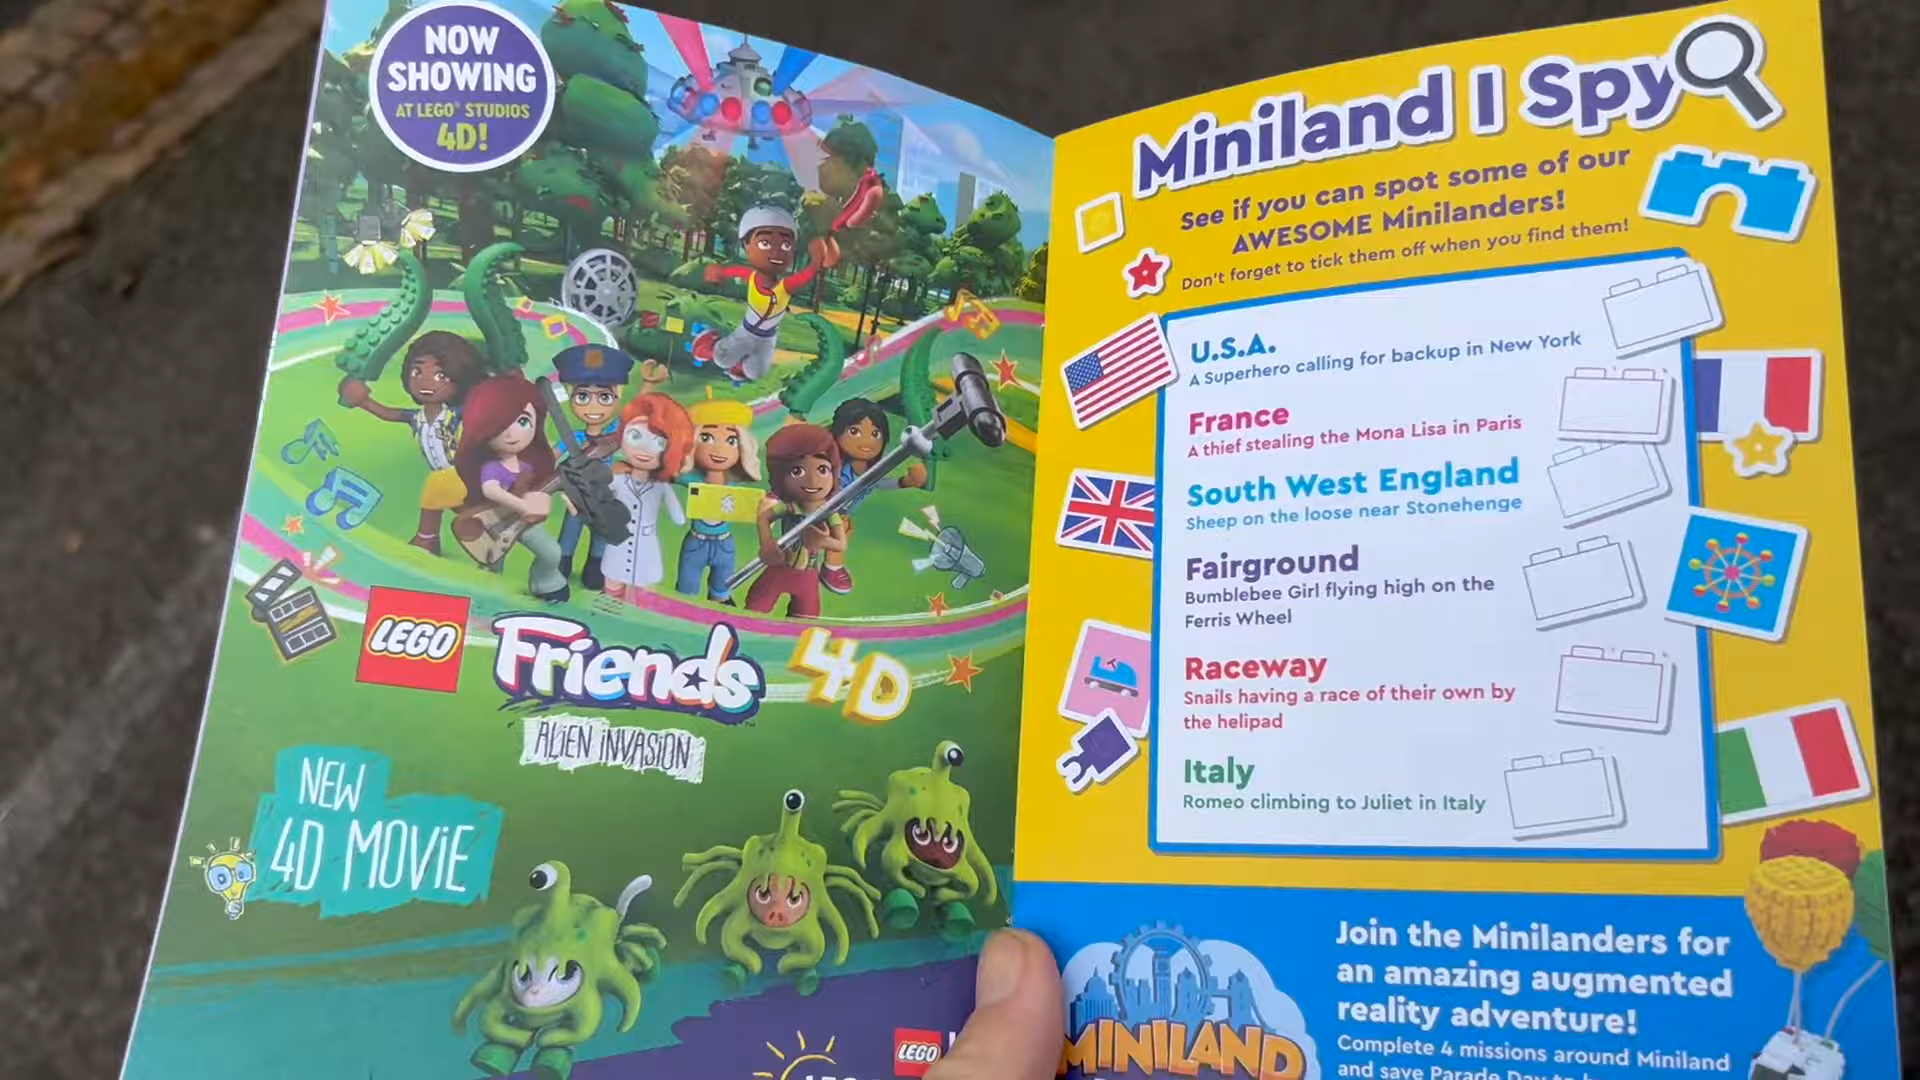 NOW
SHOWING
AT LEGO® STUDIOS
4D!
LEGO
Friends 4D
ALIEN INVASION
NEW
4D MOVIE
LEGO
Miniland I Spy
See if you can spot some of our
AWESOME Minilanders!
Don't forget to tick them off when you find them!
U.S.A.
A Superhero calling for backup in New York
France
A thief stealing the Mona Lisa in Paris
South West England
Sheep on the loose near Stonehenge
Fairground
Bumblebee Girl flying high on the
Ferris Wheel
Raceway
Snails having a race of their own by
the helipad
Italy
Romeo climbing to Juliet in Italy
MINILAND
Join the Minilanders for
an amazing augmented
reality adventure!
Complete 4 missions around Miniland
and save Parade Day to